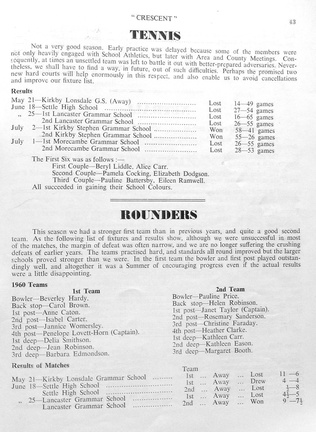 " CRESCENT "
63
TENNIS
Not a very good season. Early practice was delayed because some of the members were
not only heavily engaged with School Athletics, but later with Area and County Meetings. Con-
sequently, at times an unsettled team was left to battle it out with better-prepared adversaries. Never-
theless, we shall have to find a way, in future, out of such difficulties. Perhaps the promised two
new hard courts will help enormously in this respect, and also enable us to avoid cancellations
and improve our fixture list.
Results
May 21—Kirkby Lonsdale G.S. (Away) ........ Lost 14—49 games
June 18—Settle High School ........ Lost 27—54 games
" 25—1st Lancaster Grammar School ........ Lost 16—65 games
2nd Lancaster Grammar School ........ Lost 26—55 games
July 2—1st Kirkby Stephen Grammar School ........ Won 58—41 games
2nd Kirkby Stephen Grammar School ........ Won 55—26 games
July 1—1st Morecambe Grammar School ........ Lost 26—55 games
2nd Morecambe Grammar School ........ Lost 28—53 games
The First Six was as follows :—
First Couple—Beryl Liddle, Alice Carr.
Second Couple—Pamela Cocking, Elizabeth Dodgson.
Third Couple—Pauline Battersby, Eileen Ramwell.
All succeeded in gaining their School Colours.
ROUNDERS
This season we had a stronger first team than in previous years, and quite a good second
team. As the following list of fixtures and results show, although we were unsuccessful in most
of the matches, the margin of defeat was often narrow, and we are no longer suffering the crushing
defeats of earlier years. The teams practised hard, and standards all round improved but the larger
schools proved stronger than we were. In the first team the bowler and first post played outstan-
dingly well, and altogether it was a Summer of encouraging progress even if the actual results
were a little disappointing.
1960 Teams
1st Team
Bowler—Beverley Hardy.
Back stop—Carol Brown.
1st post—Anne Caton.
2nd post—Isabel Carter.
3rd post—Jannice Womersley.
4th post—Penelope Lovett-Horn (Captain).
1st deep—Delia Smithson.
2nd deep—Jean Robinson.
3rd deep—Barbara Edmondson.
2nd Team
Bowler—Pauline Price.
Back stop—Helen Robinson.
1st post—Janet Taylor (Captain).
2nd post—Rosemary Sanderson.
3rd post—Christine Faraday.
4th post—Heather Clarke.
1st deep—Kathleen Carr.
2nd deep—Kathleen Eason.
3rd deep—Margaret Booth.
Results of Matches
Team
May 21—Kirkby Lonsdale Grammar School 1st ... Away ... Lost 11 —6
June 18—Settle High School ........ 1st ... Away ... Drew 4 —4
Settle High School ........ 2nd ... Away ... Lost —8
" 25—Lancaster Grammar School ........ 1st ... Away ... Lost 4½—5
Lancaster Grammar School ........ 2nd ... Away ... Won 9 —7½